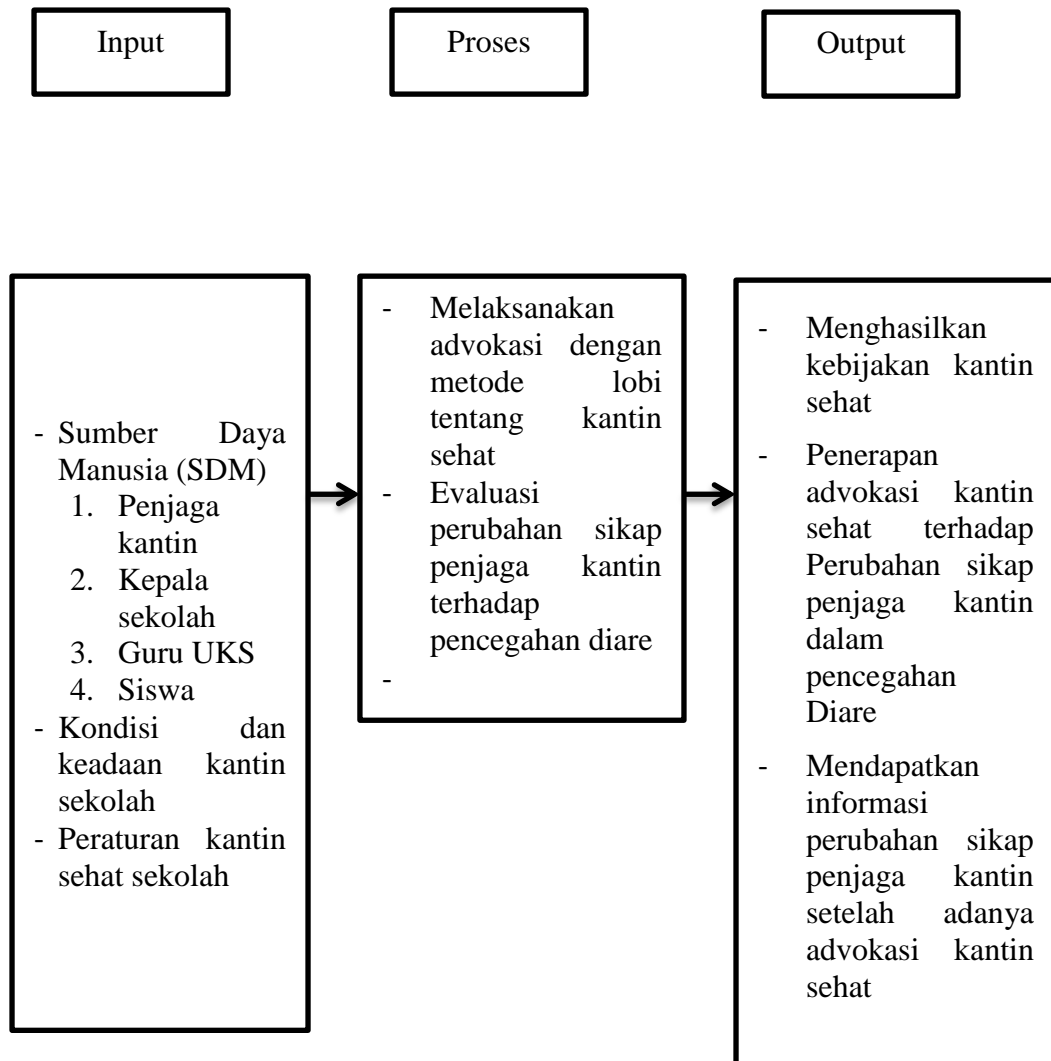 Input
Proses
Output
- Sumber Daya
Manusia (SDM)
1. Penjaga
kantin
2. Kepala
sekolah
3. Guru UKS
4. Siswa
- Kondisi dan
keadaan kantin
sekolah
- Peraturan kantin
sehat sekolah
- Melaksanakan
advokasi dengan
metode lobi
tentang kantin
sehat
- Evaluasi
perubahan sikap
penjaga kantin
terhadap
pencegahan diare
-
- Menghasilkan
kebijakan kantin
sehat
- Penerapan
advokasi kantin
sehat terhadap
Perubahan sikap
penjaga kantin
dalam
pencegahan
Diare
- Mendapatkan
informasi
perubahan sikap
penjaga kantin
setelah adanya
advokasi kantin
sehat